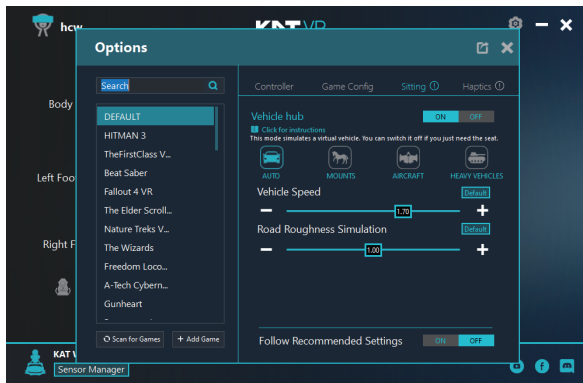 hcw
KAT VR
Options
Search
DEFAULT
HITMAN 3
TheFirstClass V...
Beat Saber
Fallout 4 VR
The Elder Scroll...
Nature Treks V...
The Wizards
Freedom Loco...
A-Tech Cybern...
Gunheart
Scan for Games
+ Add Game
Controller
Game Config
Sitting
Haptics
Vehicle hub
ON
OFF
Click for instructions
This mode simulates a virtual vehicle. You can switch it off if you just need the seat.
AUTO
MOUNTS
AIRCRAFT
HEAVY VEHICLES
Vehicle Speed
Default
1.70
Road Roughness Simulation
Default
1.00
Follow Recommended Settings
ON
OFF
Body
Left Foo
Right F
KAT
Sensor Manager